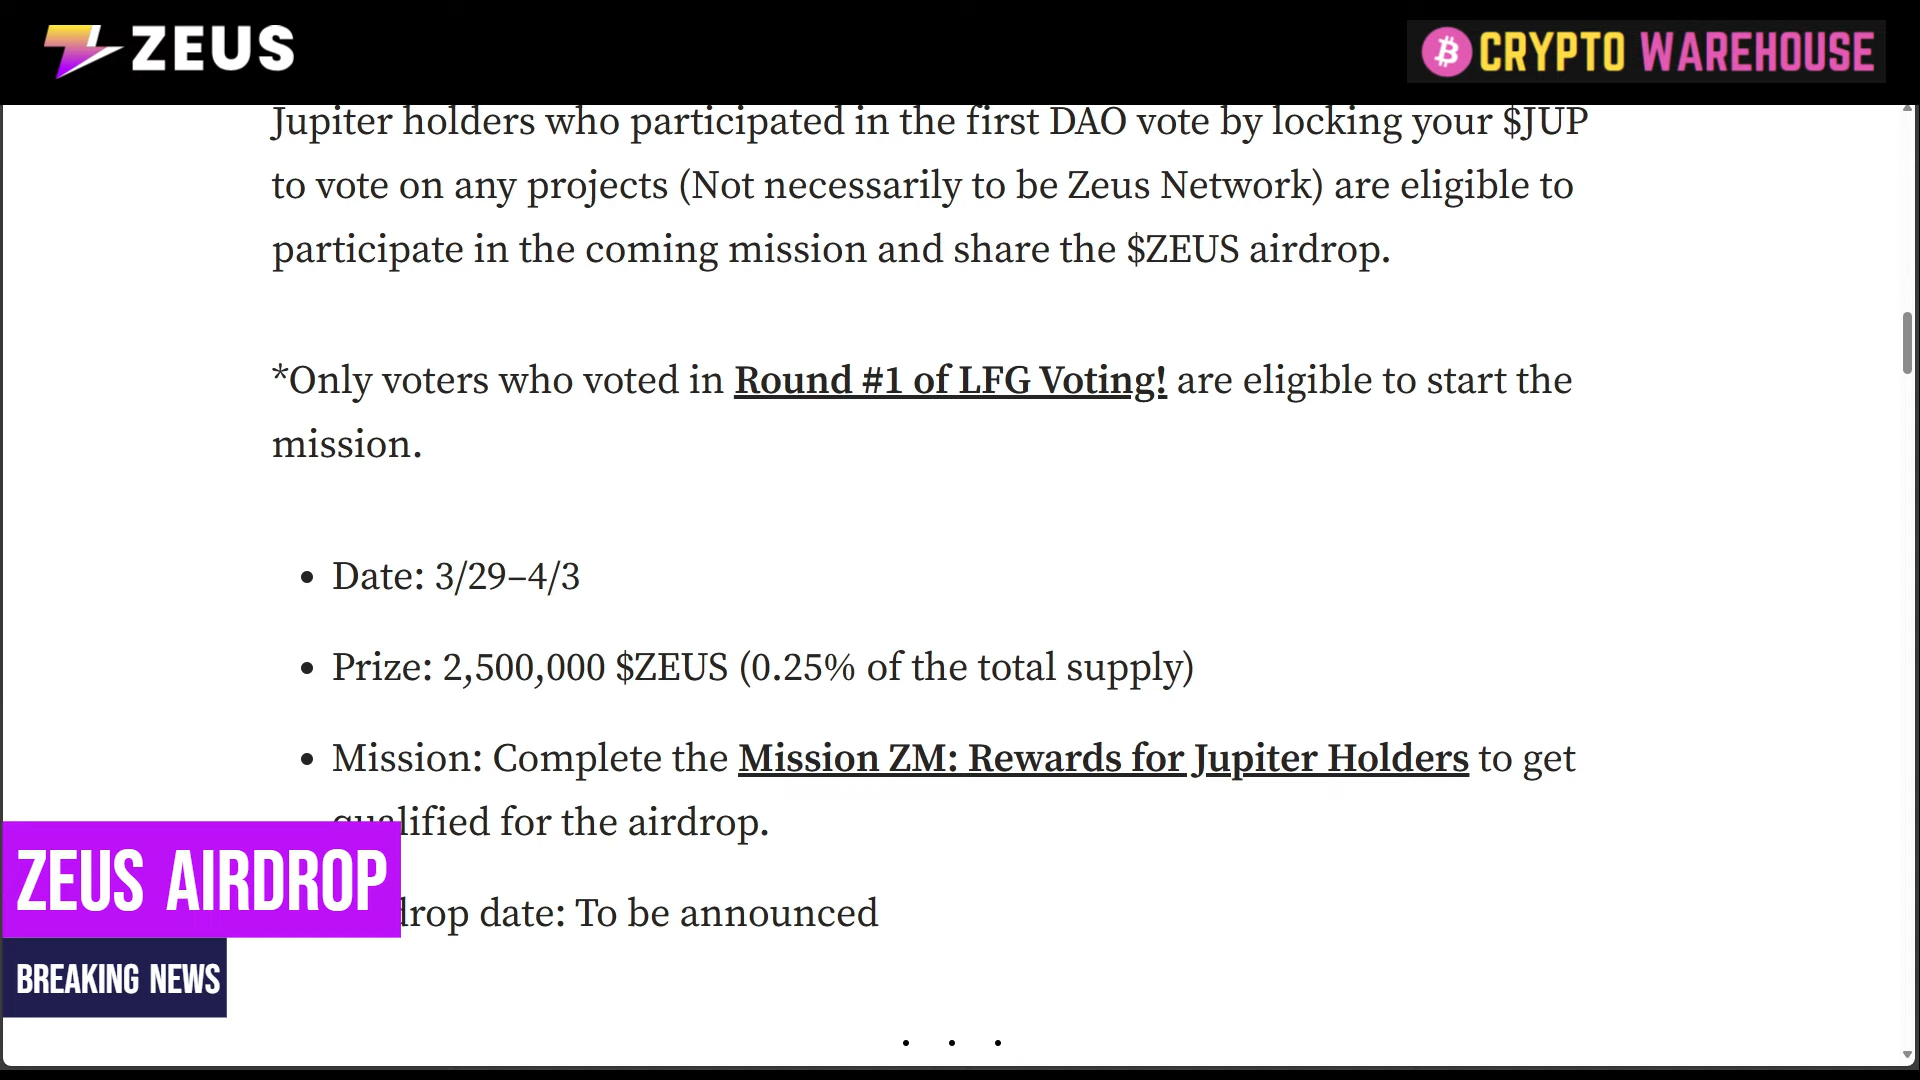 ZEUS
CRYPTO WAREHOUSE
Jupiter holders who participated in the first DAO vote by locking your $JUP
to vote on any projects (Not necessarily to be Zeus Network) are eligible to
participate in the coming mission and share the $ZEUS airdrop.
*Only voters who voted in Round #1 of LFG Voting! are eligible to start the
mission.
• Date: 3/29–4/3
• Prize: 2,500,000 $ZEUS (0.25% of the total supply)
• Mission: Complete the Mission ZM: Rewards for Jupiter Holders to get
qualified for the airdrop.
date: To be announced
ZEUS AIRDROP
BREAKING NEWS
. . .